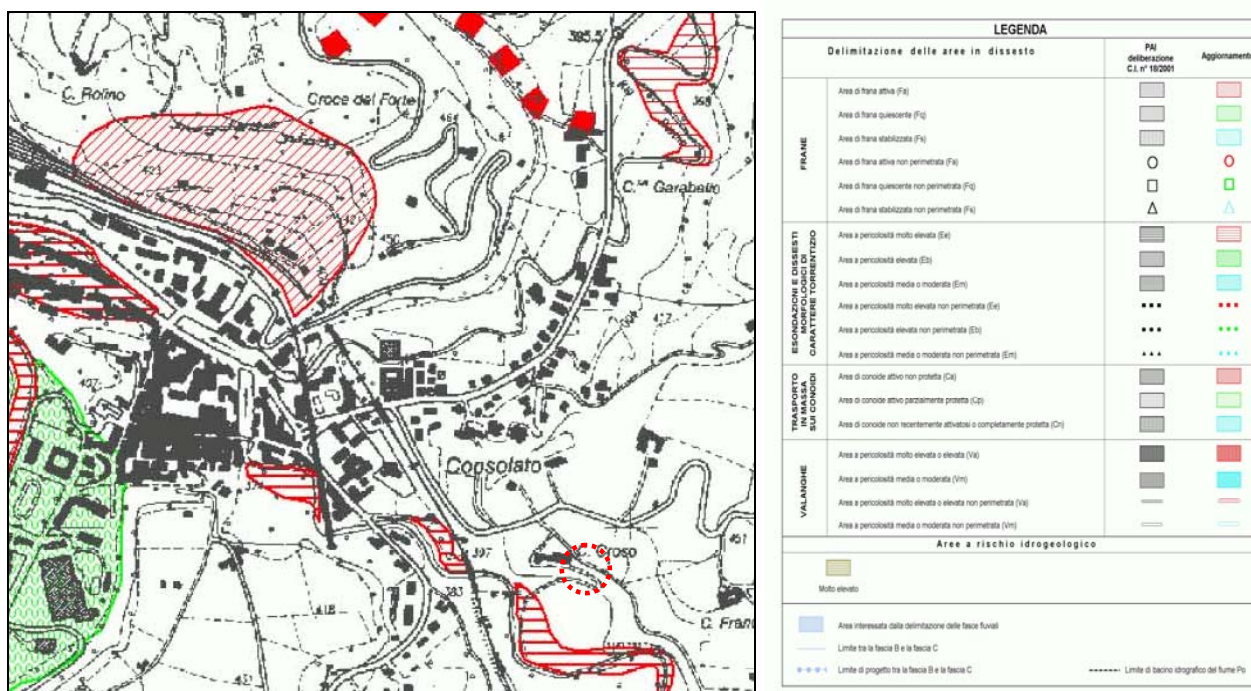 395.5
C. Rolino
Croce del Forte
464
398
423
C.na Garabello
421
450
417
407
Consolato
397
C. Groso
451
383
C. Fran
418
431
LEGENDA
Delimitazione delle aree in dissesto
PAI
deliberazione
C.I. n° 18/2001
Aggiornamento
FRANE
Area di frana attiva (Fa)
Area di frana quiescente (Fq)
Area di frana stabilizzata (Fs)
Area di frana attiva non perimetrata (Fa)
Area di frana quiescente non perimetrata (Fq)
Area di frana stabilizzata non perimetrata (Fs)
ESONDAZIONI E DISSESTI
MORFOLOGICI DI
CARATTERE TORRENTIZIO
Area a pericolosità molto elevata (Ee)
Area a pericolosità elevata (Eb)
Area a pericolosità media o moderata (Em)
Area a pericolosità molto elevata non perimetrata (Ee)
Area a pericolosità elevata non perimetrata (Eb)
Area a pericolosità media o moderata non perimetrata (Em)
TRASPORTO
IN MASSA
SUI CONOIDI
Area di conoide attivo non protetta (Ca)
Area di conoide attivo parzialmente protetta (Cp)
Area di conoide non recentemente attivatosi o completamente protetta (Cn)
VALANGHE
Area a pericolosità molto elevata o elevata (Va)
Area a pericolosità media o moderata (Vm)
Area a pericolosità molto elevata o elevata non perimetrata (Va)
Area a pericolosità media o moderata non perimetrata (Vm)
Aree a rischio idrogeologico
Molto elevato
Area interessata dalla delimitazione delle fasce fluviali
Limite tra la fascia B e la fascia C
Limite di progetto tra la fascia B e la fascia C
Limite di bacino idrografico del fiume Po